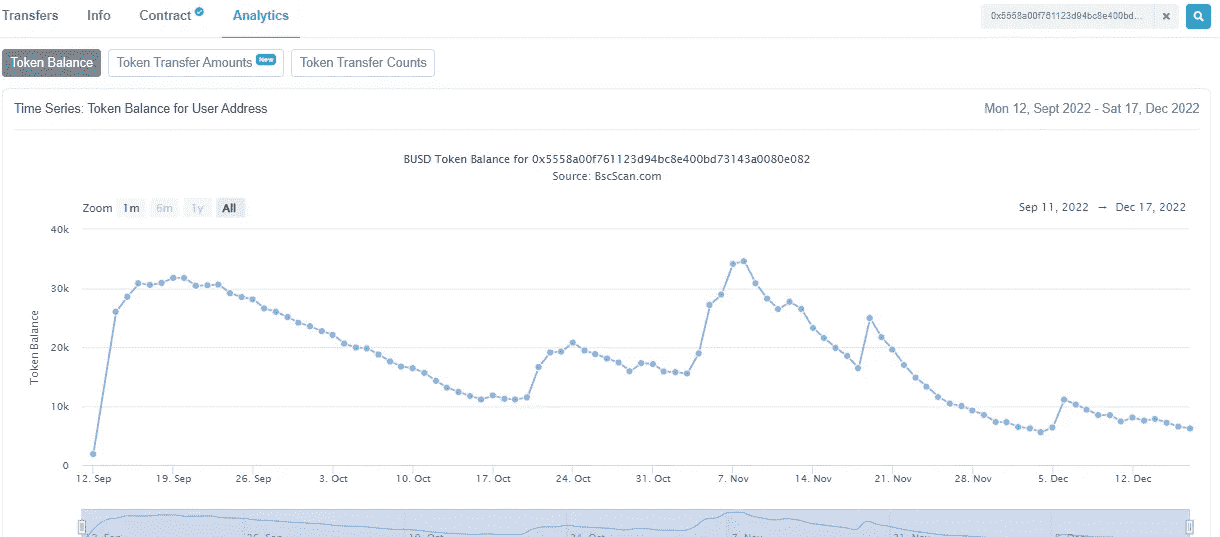 Transfers Info Contract Analytics 0x5558a00f761123d94bc8e400bd...
Token Balance Token Transfer Amounts New Token Transfer Counts
Time Series: Token Balance for User Address Mon 12, Sept 2022 - Sat 17, Dec 2022
BUSD Token Balance for 0x5558a00f761123d94bc8e400bd73143a0080e082
Source: BscScan.com
Zoom 1m 6m 1y All Sep 11, 2022 → Dec 17, 2022
40k
30k
20k
10k
0
Token Balance
12. Sep 19. Sep 26. Sep 3. Oct 10. Oct 17. Oct 24. Oct 31. Oct 7. Nov 14. Nov 21. Nov 28. Nov 5. Dec 12. Dec